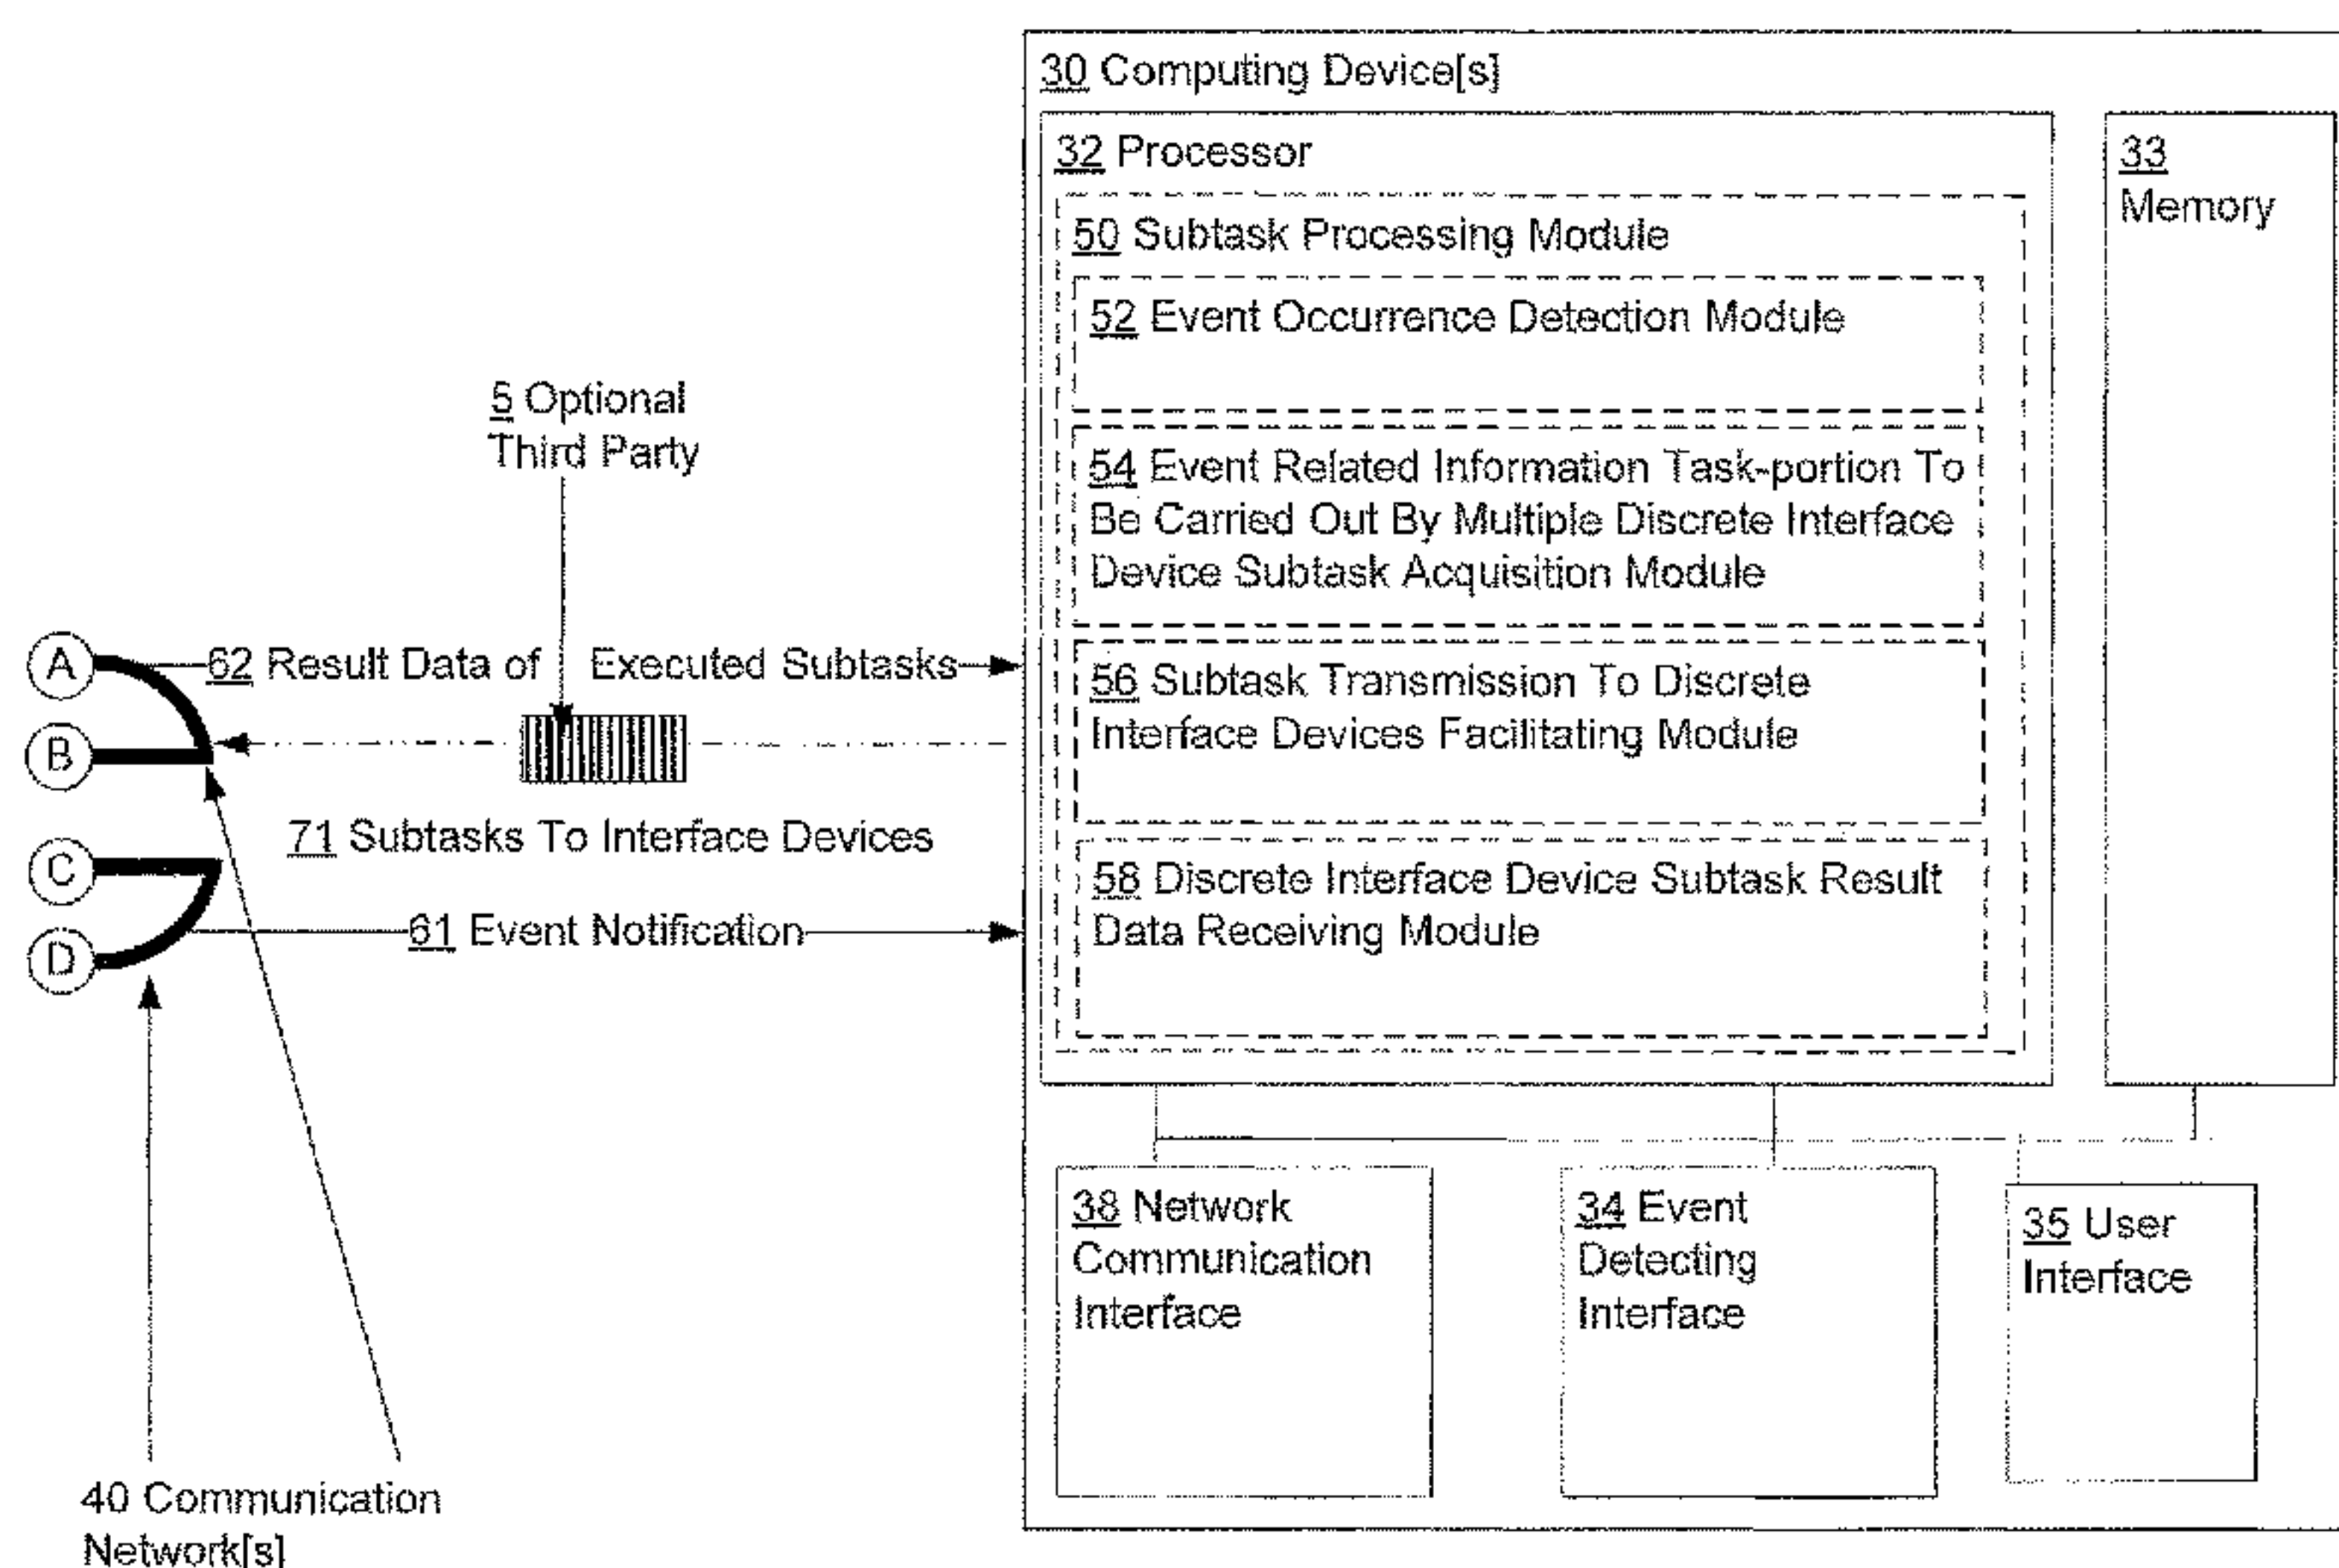 30 Computing Device[s]
32 Processor
33
Memory
50 Subtask Processing Module
52 Event Occurrence Detection Module
5 Optional
Third Party
54 Event Related Information Task-portion To
Be Carried Out By Multiple Discrete Interface
Device Subtask Acquisition Module
A
62 Result Data of Executed Subtasks
56 Subtask Transmission To Discrete
Interface Devices Facilitating Module
B
71 Subtasks To Interface Devices
C
58 Discrete Interface Device Subtask Result
Data Receiving Module
61 Event Notification
D
38 Network
Communication
Interface
34 Event
Detecting
Interface
35 User
Interface
40 Communication
Network[s]